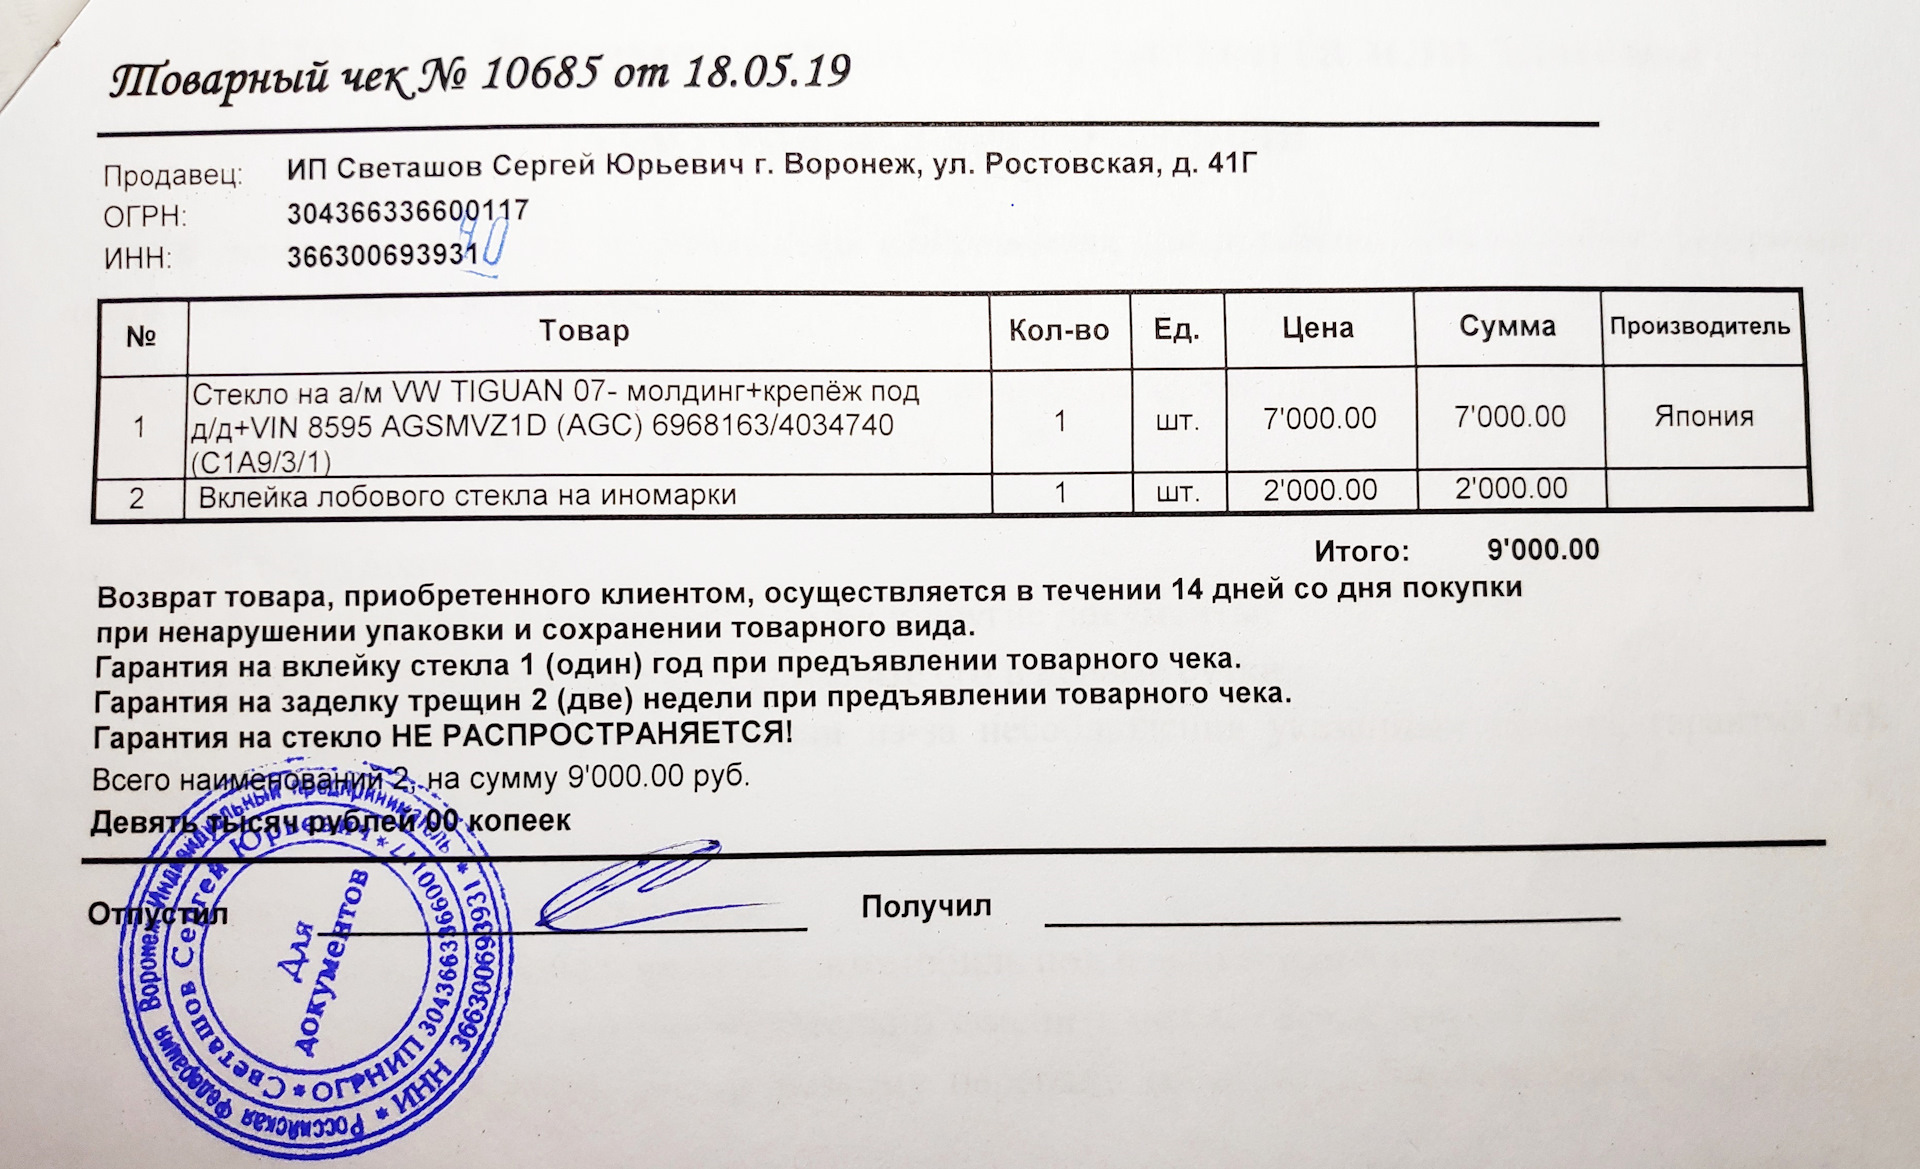 Товарный чек № 10685 от 18.05.19
Продавец: ИП Светашов Сергей Юрьевич г. Воронеж, ул. Ростовская, д. 41Г
ОГРН: 304366336600117
ИНН: 366300693931
40
№ Товар Кол-во Ед. Цена Сумма Производитель
1 Стекло на а/м VW TIGUAN 07- молдинг+крепёж под д/д+VIN 8595 AGSMVZ1D (AGC) 6968163/4034740 (C1A9/3/1) 1 шт. 7'000.00 7'000.00 Япония
2 Вклейка лобового стекла на иномарки 1 шт. 2'000.00 2'000.00
Итого: 9'000.00
Возврат товара, приобретенного клиентом, осуществляется в течении 14 дней со дня покупки
при ненарушении упаковки и сохранении товарного вида.
Гарантия на вклейку стекла 1 (один) год при предъявлении товарного чека.
Гарантия на заделку трещин 2 (две) недели при предъявлении товарного чека.
Гарантия на стекло НЕ РАСПРОСТРАНЯЕТСЯ!
Всего наименований 2, на сумму 9'000.00 руб.
Девять тысяч рублей 00 копеек
Отпустил Получил
Российская Федерация Воронеж Индивидуальный предприниматель * ИНН 366300693931 *
Светашов Сергей Юрьевич * ОГРНИП 304366336600117 *
Для
документов